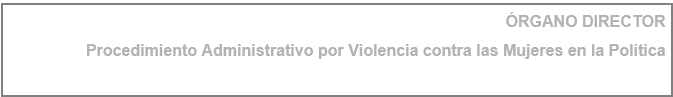 ÓRGANO DIRECTOR
Procedimiento Administrativo por Violencia contra las Mujeres en la Política